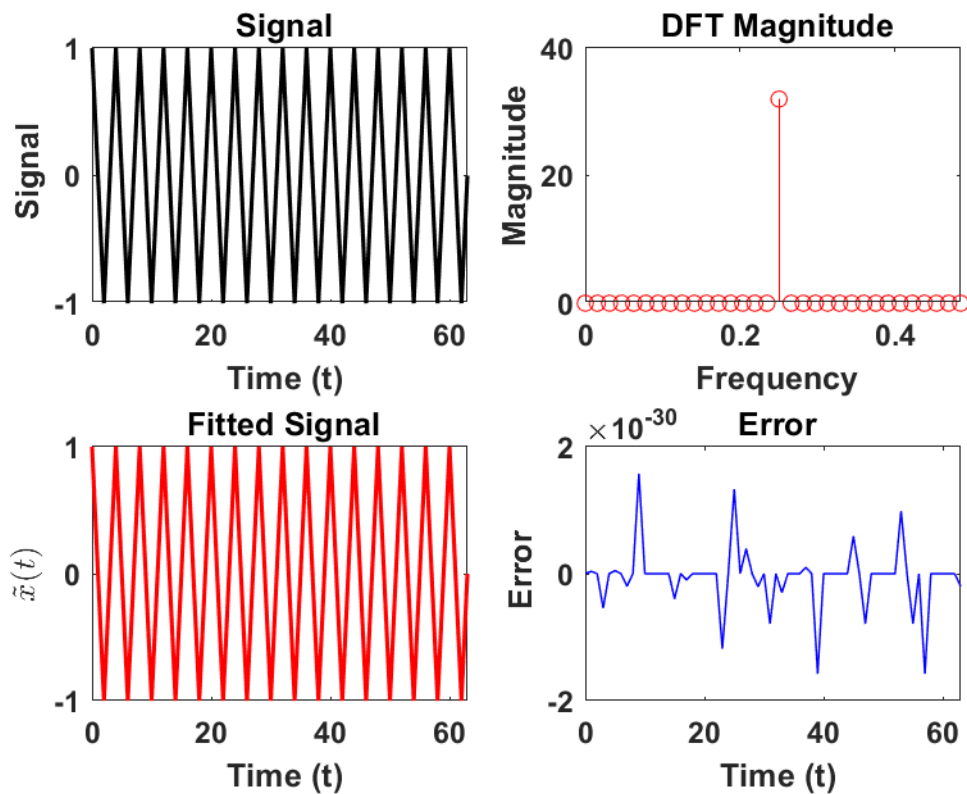 Signal
1
0
-1
Signal
0 20 40 60
Time (t)
DFT Magnitude
40
20
0
Magnitude
0 0.2 0.4
Frequency
Fitted Signal
1
0
-1
x̃(t)
0 20 40 60
Time (t)
×10^-30 Error
2
0
-2
Error
0 20 40 60
Time (t)